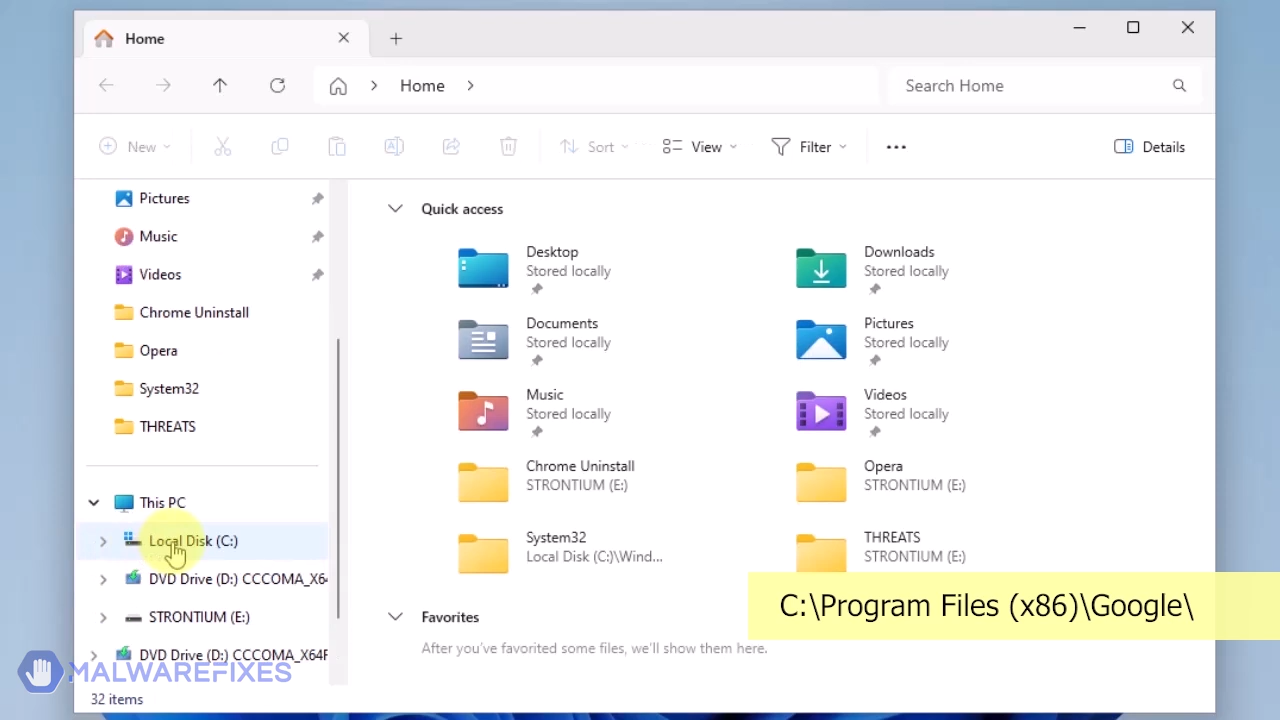 Home
Home
Search Home
New
Sort
View
Filter
Details
Pictures
Music
Videos
Chrome Uninstall
Opera
System32
THREATS
This PC
Local Disk (C:)
DVD Drive (D:) CCCOMA_X64
STRONTIUM (E:)
DVD Drive (D:) CCCOMA_X64F
32 items
Quick access
Desktop
Stored locally
Downloads
Stored locally
Documents
Stored locally
Pictures
Stored locally
Music
Stored locally
Videos
Stored locally
Chrome Uninstall
STRONTIUM (E:)
Opera
STRONTIUM (E:)
System32
Local Disk (C:)\Wind...
THREATS
STRONTIUM (E:)
Favorites
After you've favorited some files, we'll show them here.
C:\Program Files (x86)\Google\
MALWAREFIXES